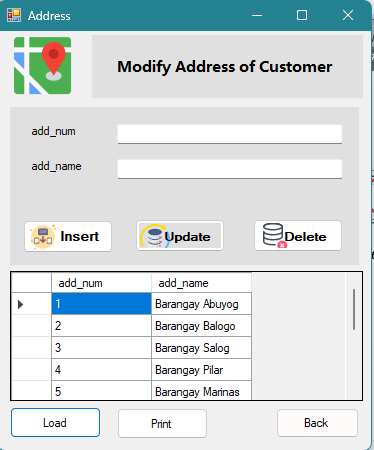 Address
Modify Address of Customer
add_num
add_name
Insert Update Delete
add_num add_name
1 Barangay Abuyog
2 Barangay Balogo
3 Barangay Salog
4 Barangay Pilar
5 Barangay Marinas
Load Print Back